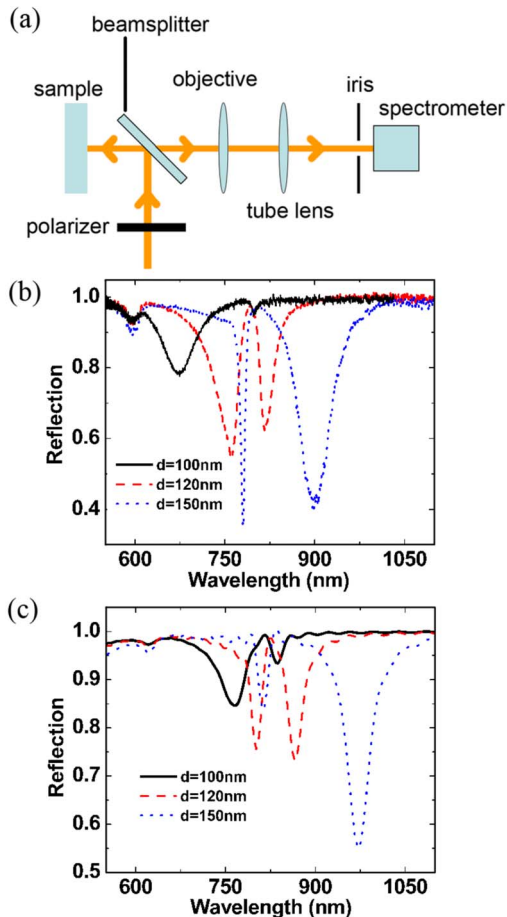 (a)
beamsplitter
sample
objective
iris
spectrometer
polarizer
tube lens
(b)
1.0
0.8
0.6
0.4
Reflection
d=100nm
d=120nm
d=150nm
600 750 900 1050
Wavelength (nm)
(c)
1.0
0.9
0.8
0.7
0.6
0.5
Reflection
d=100nm
d=120nm
d=150nm
600 750 900 1050
Wavelength (nm)